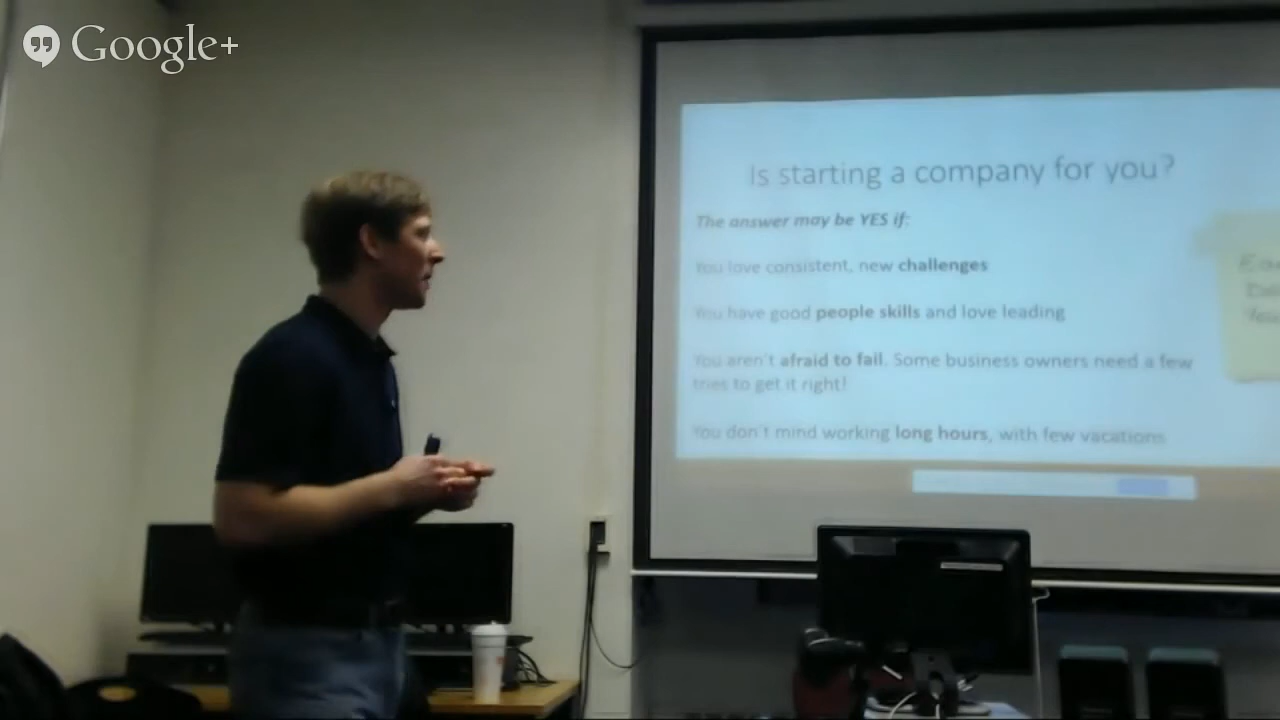 Google+
Is starting a company for you?
The answer may be YES if:
You love consistent, new challenges
You have good people skills and love leading
You aren't afraid to fail. Some business owners need a few
tries to get it right!
You don't mind working long hours, with few vacations